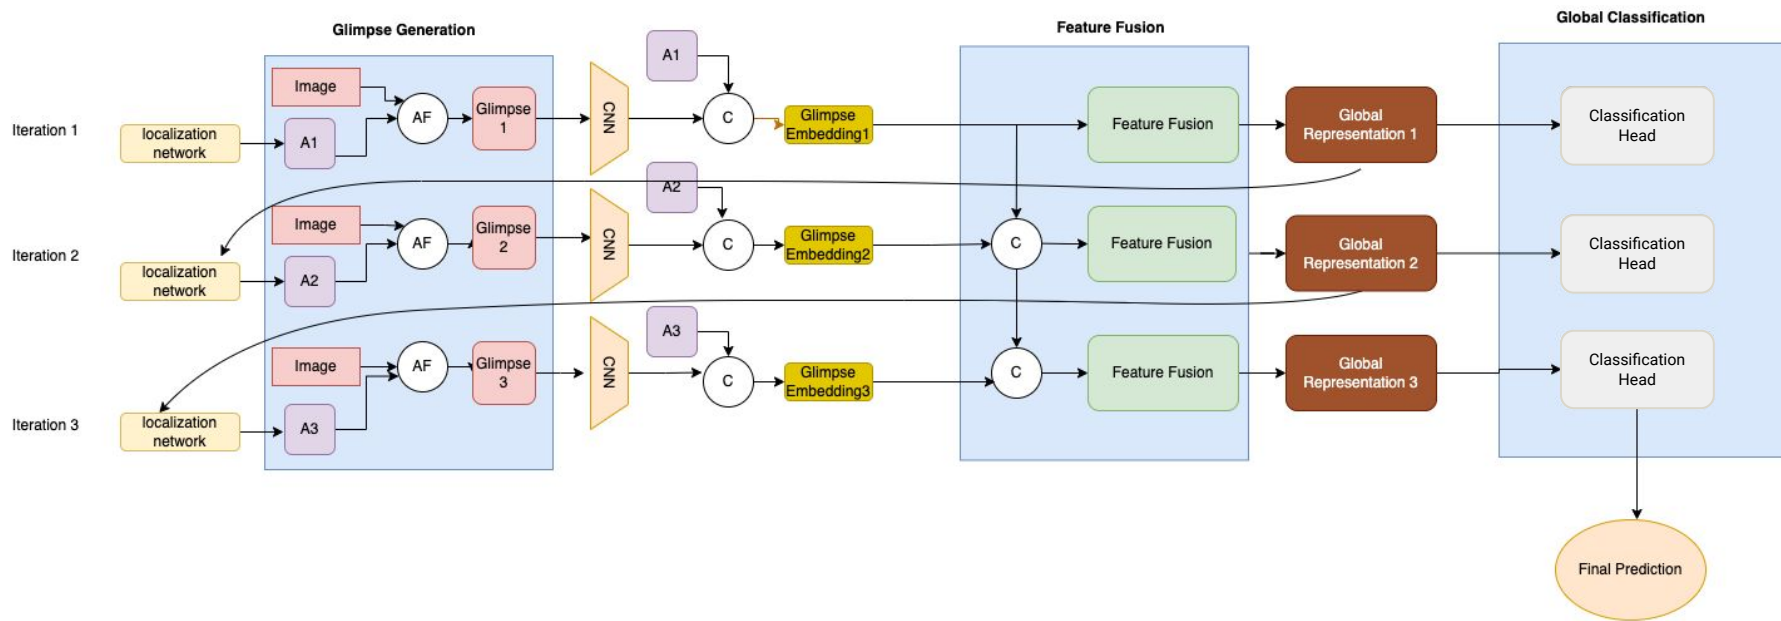 Glimpse Generation
Feature Fusion
Global Classification
Iteration 1
localization
network
Image
A1
AF
Glimpse
1
CNN
A1
C
Glimpse
Embedding1
Feature Fusion
Global
Representation 1
Classification
Head
Iteration 2
localization
network
Image
A2
AF
Glimpse
2
CNN
A2
C
Glimpse
Embedding2
C
Feature Fusion
Global
Representation 2
Classification
Head
Iteration 3
localization
network
Image
A3
AF
Glimpse
3
CNN
A3
C
Glimpse
Embedding3
C
Feature Fusion
Global
Representation 3
Classification
Head
Final Prediction